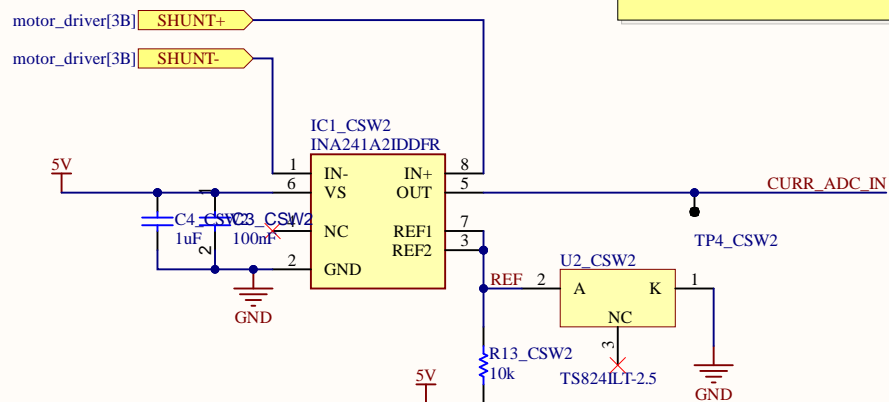 motor_driver[3B] SHUNT+
motor_driver[3B] SHUNT-
IC1_CSW2
INA241A2IDDFR
5V
1 IN- IN+ 8
6 VS OUT 5
CURR_ADC_IN
1
C4_CSW2 C3_CSW2
1uF 100nF
2
4 NC REF1 7
REF2 3
TP4_CSW2
2 GND
GND
U2_CSW2
REF 2 A K 1
NC
3
TS824ILT-2.5
GND
R13_CSW2
10k
5V